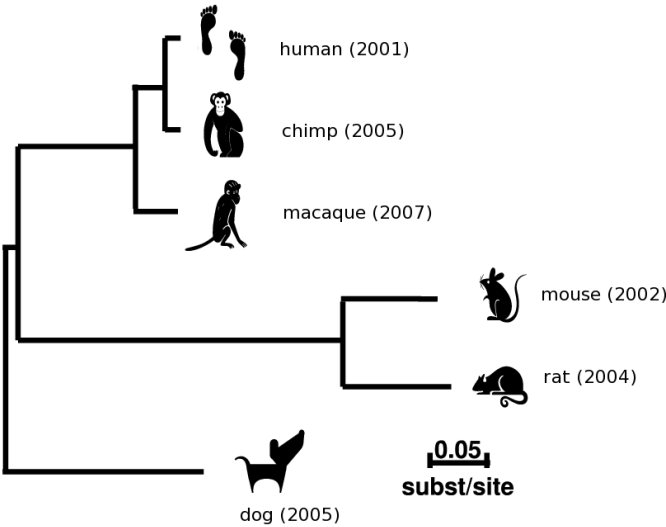 human (2001)
chimp (2005)
macaque (2007)
mouse (2002)
rat (2004)
0.05
subst/site
dog (2005)